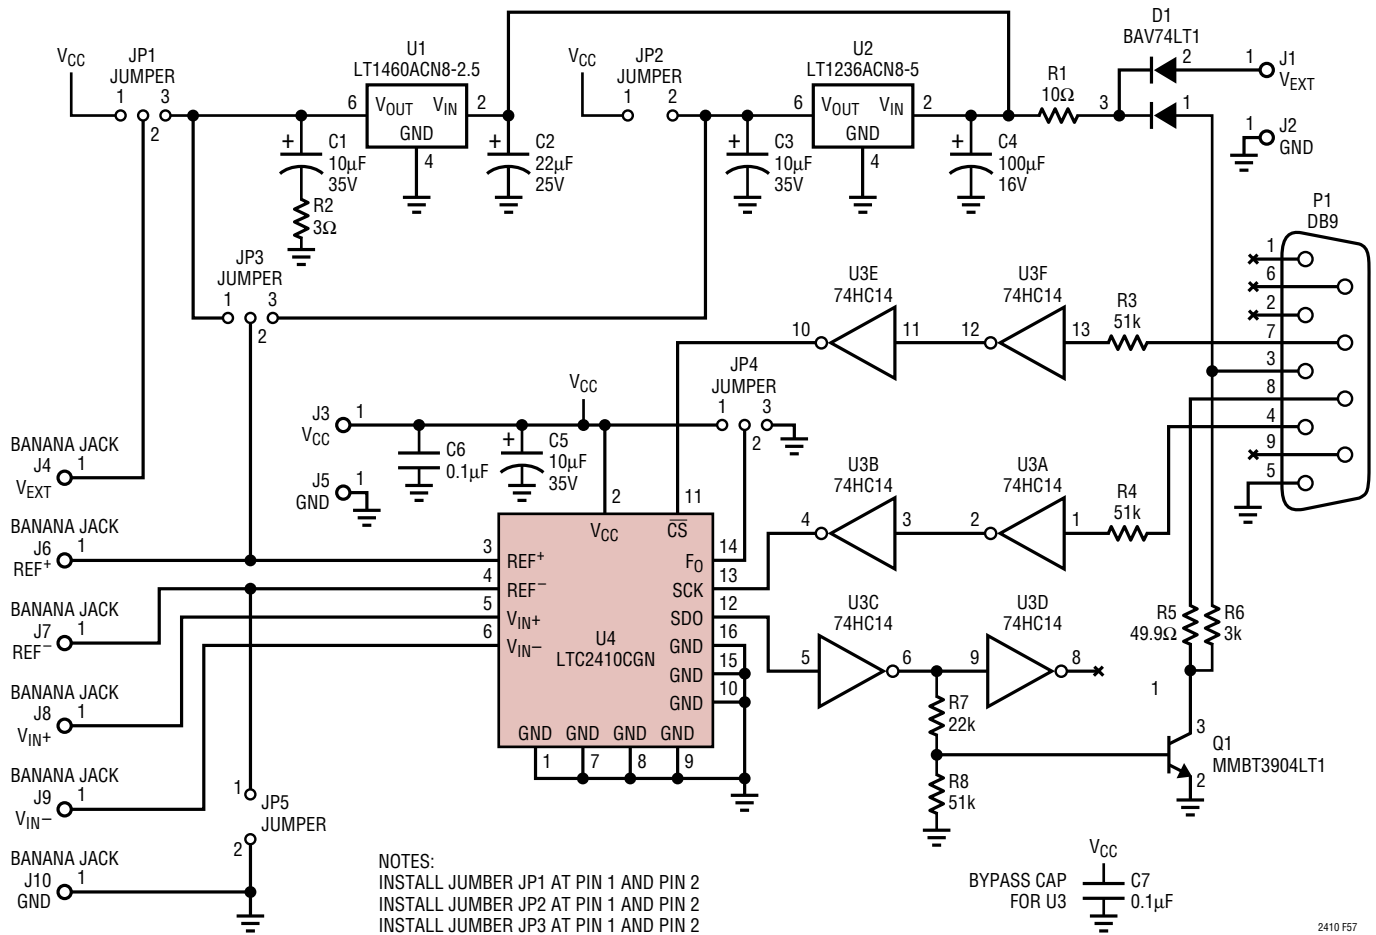 VCC
JP1
JUMPER
1
3
2
U1
LT1460ACN8-2.5
6
VOUT
VIN
2
GND
4
+
C1
10µF
35V
R2
3Ω
+
C2
22µF
25V
VCC
JP2
JUMPER
1
2
U2
LT1236ACN8-5
6
VOUT
VIN
2
GND
4
+
C3
10µF
35V
+
C4
100µF
16V
R1
10Ω
3
D1
BAV74LT1
2
1
1
J1
VEXT
1
J2
GND
P1
DB9
1
6
2
7
3
8
4
9
5
JP3
JUMPER
1
3
2
U3E
74HC14
10
11
U3F
74HC14
12
13
R3
51k
J3
VCC
1
VCC
JP4
JUMPER
1
3
2
C6
0.1µF
+
C5
10µF
35V
J5
GND
1
BANANA JACK
J4
VEXT
1
BANANA JACK
J6
REF+
1
BANANA JACK
J7
REF−
1
BANANA JACK
J8
VIN+
1
BANANA JACK
J9
VIN−
1
BANANA JACK
J10
GND
1
2
11
VCC
CS
3
REF+
FO
14
4
REF−
SCK
13
5
VIN+
SDO
12
6
VIN−
GND
16
U4
LTC2410CGN
GND
15
GND
10
GND
GND
GND
GND
1
7
8
9
U3B
74HC14
4
3
U3A
74HC14
2
1
R4
51k
U3C
74HC14
5
6
U3D
74HC14
9
8
R5
49.9Ω
R6
3k
R7
22k
R8
51k
1
3
Q1
MMBT3904LT1
2
1
JP5
JUMPER
2
NOTES:
INSTALL JUMBER JP1 AT PIN 1 AND PIN 2
INSTALL JUMBER JP2 AT PIN 1 AND PIN 2
INSTALL JUMBER JP3 AT PIN 1 AND PIN 2
VCC
BYPASS CAP
FOR U3
C7
0.1µF
2410 F57